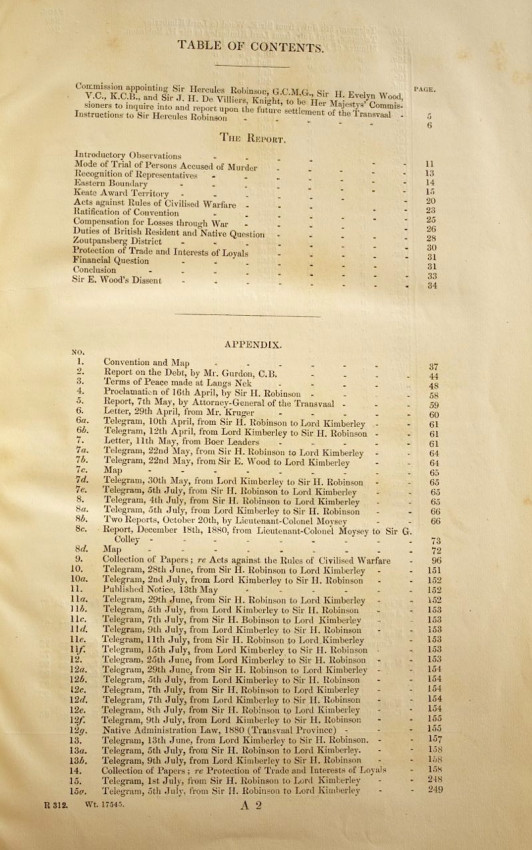 TABLE OF CONTENTS.
PAGE.
Commission appointing Sir Hercules Robinson, G.C.M.G., Sir H. Evelyn Wood,
V.C., K.C.B., and Sir J. H. De Villiers, Knight, to be Her Majestys' Commis-
sioners to inquire into and report upon the future settlement of the Transvaal - 5
Instructions to Sir Hercules Robinson - - - - - 6
THE REPORT.
Introductory Observations - - - - - - 11
Mode of Trial of Persons Accused of Murder - - - - 13
Recognition of Representatives - - - - - 14
Eastern Boundary - - - - - - 15
Keate Award Territory - - - - - - 20
Acts against Rules of Civilised Warfare - - - - - 23
Ratification of Convention - - - - - 25
Compensation for Losses through War - - - - - 26
Duties of British Resident and Native Question - - - - 28
Zoutpansberg District - - - - - - 30
Protection of Trade and Interests of Loyals - - - - 31
Financial Question - - - - - - 31
Conclusion - - - - - - 33
Sir E. Wood's Dissent - - - - - - 34
APPENDIX.
NO.
1. Convention and Map - - - - - 37
2. Report on the Debt, by Mr. Gurdon, C.B. - - - - 44
3. Terms of Peace made at Langs Nek - - - - 48
4. Proclamation of 16th April, by Sir H. Robinson - - - - 58
5. Report, 7th May, by Attorney-General of the Transvaal - - - 59
6. Letter, 29th April, from Mr. Kruger - - - - 60
6a. Telegram, 10th April, from Sir H. Robinson to Lord Kimberley - - 61
6b. Telegram, 12th April, from Lord Kimberley to Sir H. Robinson - - 61
7. Letter, 11th May, from Boer Leaders - - - - 61
7a. Telegram, 22nd May, from Sir H. Robinson to Lord Kimberley - - 64
7b. Telegram, 22nd May, from Sir E. Wood to Lord Kimberley - - 64
7c. Map - - - - - - 65
7d. Telegram, 30th May, from Lord Kimberley to Sir H. Robinson - - 65
7e. Telegram, 5th July, from Sir H. Robinson to Lord Kimberley - - 65
8. Telegram, 4th July, from Sir H. Robinson to Lord Kimberley - - 65
8a. Telegram, 5th July, from Lord Kimberley to Sir H. Robinson - - 66
8b. Two Reports, October 20th, by Lieutenant-Colonel Moysey - - 66
8c. Report, December 18th, 1880, from Lieutenant-Colonel Moysey to Sir G.
Colley - - - - - - - 73
8d. Map - - - - - - - 72
9. Collection of Papers; re Acts against the Rules of Civilised Warfare - 96
10. Telegram, 28th June, from Sir H. Robinson to Lord Kimberley - - 151
10a. Telegram, 2nd July, from Lord Kimberley to Sir H. Robinson - - 152
11. Published Notice, 13th May - - - - - 152
11a. Telegram, 29th June, from Sir H. Robinson to Lord Kimberley - - 152
11b. Telegram, 5th July, from Lord Kimberley to Sir H. Robinson - - 153
11c. Telegram, 7th July, from Sir H. Robinson to Lord Kimberley - - 153
11d. Telegram, 9th July, from Lord Kimberley to Sir H. Robinson - - 153
11e. Telegram, 11th July, from Sir H. Robinson to Lord Kimberley - - 153
11f. Telegram, 15th July, from Lord Kimberley to Sir H. Robinson - - 153
12. Telegram, 25th June, from Lord Kimberley to Sir H. Robinson - - 153
12a. Telegram, 29th June, from Sir H. Robinson to Lord Kimberley - - 154
12b. Telegram, 5th July, from Lord Kimberley to Sir H. Robinson - - 154
12c. Telegram, 7th July, from Sir H. Robinson to Lord Kimberley - - 154
12d. Telegram, 7th July, from Sir H. Robinson to Lord Kimberley - - 154
12e. Telegram, 8th July, from Lord Kimberley to Sir H. Robinson - - 154
12f. Telegram, 9th July, from Lord Kimberley to Sir H. Robinson - - 155
12g. Native Administration Law, 1880 (Transvaal Province) - - - 155
13. Telegram, 13th June, from Lord Kimberley to Sir H. Robinson. - - 157
13a. Telegram, 5th July, from Sir H. Robinson to Lord Kimberley. - - 158
13b. Telegram, 9th July, from Lord Kimberley to Sir H. Robinson - - 158
14. Collection of Papers; re Protection of Trade and Interests of Loyals - 158
15. Telegram, 1st July, from Sir H. Robinson to Lord Kimberley - - 248
15a. Telegram, 5th July, from Sir H. Robinson to Lord Kimberley - - 249
R 312. Wt. 17545. A 2